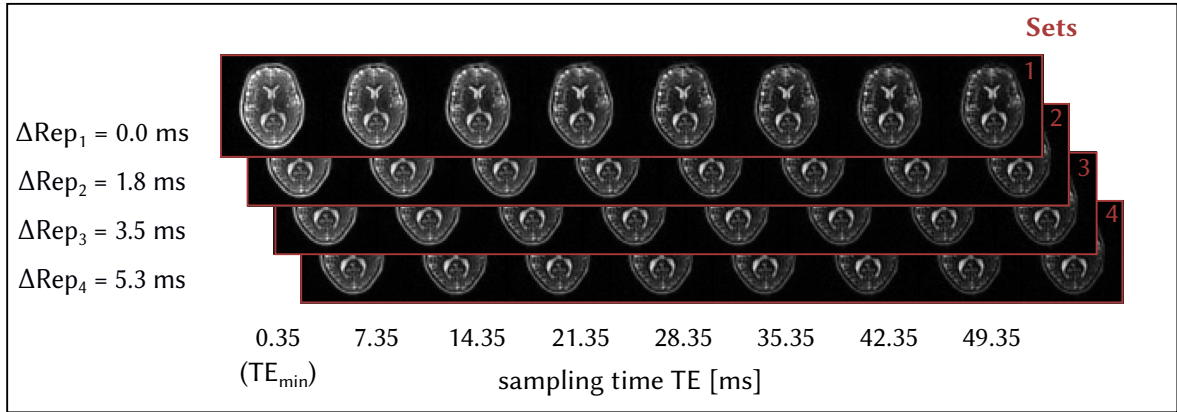 Sets
1
ΔRep₁ = 0.0 ms
2
ΔRep₂ = 1.8 ms
3
ΔRep₃ = 3.5 ms
4
ΔRep₄ = 5.3 ms
0.35 7.35 14.35 21.35 28.35 35.35 42.35 49.35
(TEₘᵢₙ)
sampling time TE [ms]